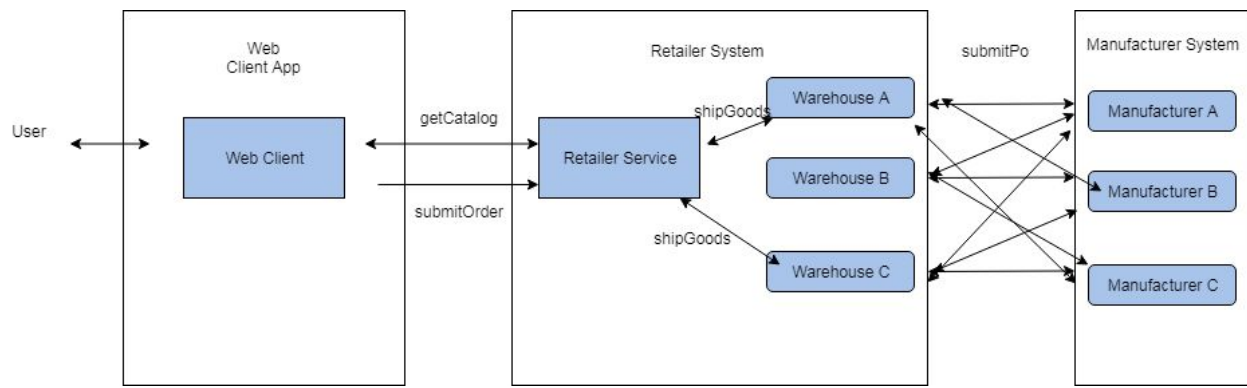 User
Web
Client App
Web Client
getCatalog
submitOrder
Retailer System
Retailer Service
shipGoods
shipGoods
Warehouse A
Warehouse B
Warehouse C
submitPo
Manufacturer System
Manufacturer A
Manufacturer B
Manufacturer C